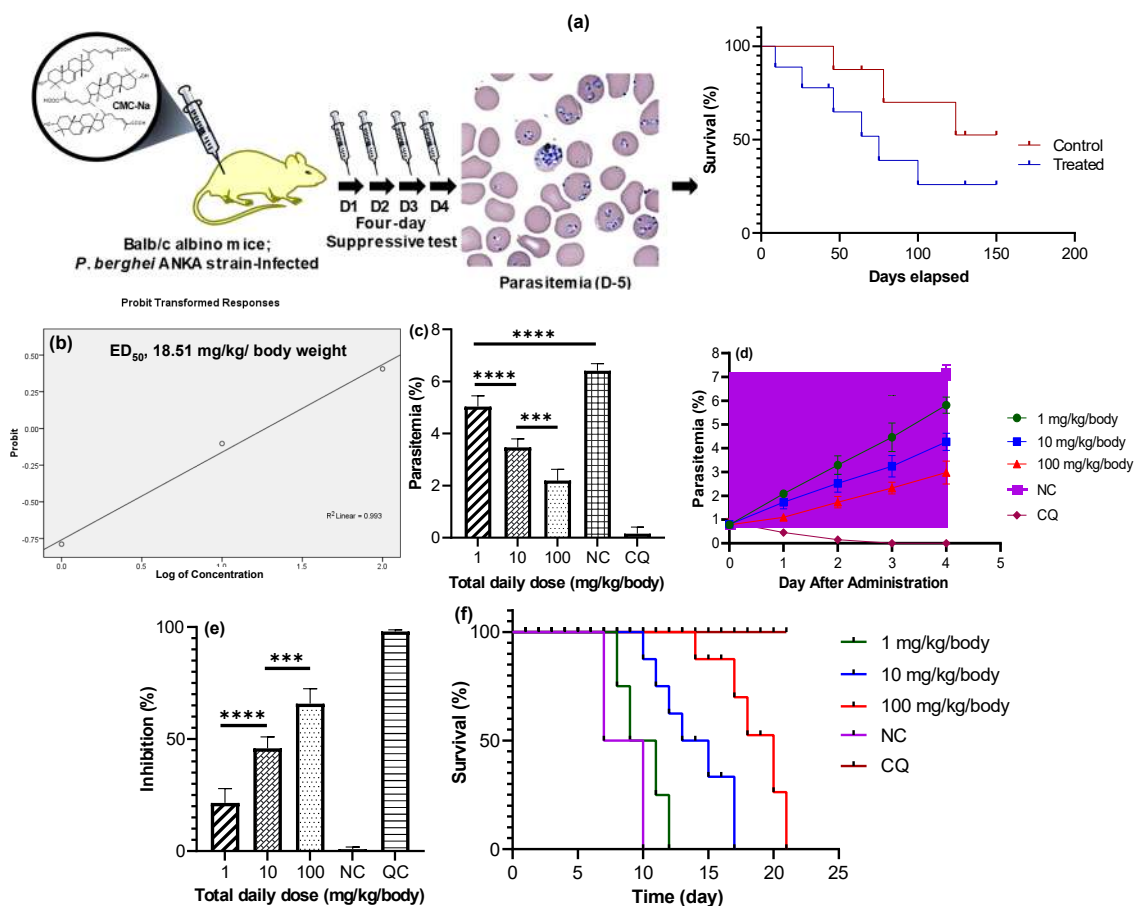 (a)
COOH
OH
HOOC
CMC-Na
HO
COOH
D1 D2 D3 D4
Four-day
Suppressive test
Balb/c albino mice;
P. berghei ANKA strain-Infected
Parasitemia (D-5)
Survival (%)
100
50
0
0 50 100 150 200
Days elapsed
Control
Treated
Probit Transformed Responses
(b)
ED50, 18.51 mg/kg/ body weight
Probit
0.50
0.25
0.00
-0.25
-0.50
-0.75
R2 Linear = 0.993
0.0 0.5 1.0 1.5 2.0
Log of Concentration
(c)
Parasitemia (%)
8
6
4
2
0
****
****
***
1 10 100 NC CQ
Total daily dose (mg/kg/body)
(d)
Parasitemia (%)
8
7
6
5
4
3
2
1
0
0 1 2 3 4 5
Day After Administration
1 mg/kg/body
10 mg/kg/body
100 mg/kg/body
NC
CQ
(e)
Inhibition (%)
100
50
0
****
***
1 10 100 NC QC
Total daily dose (mg/kg/body)
(f)
Survival (%)
100
50
0
0 5 10 15 20 25
Time (day)
1 mg/kg/body
10 mg/kg/body
100 mg/kg/body
NC
CQ